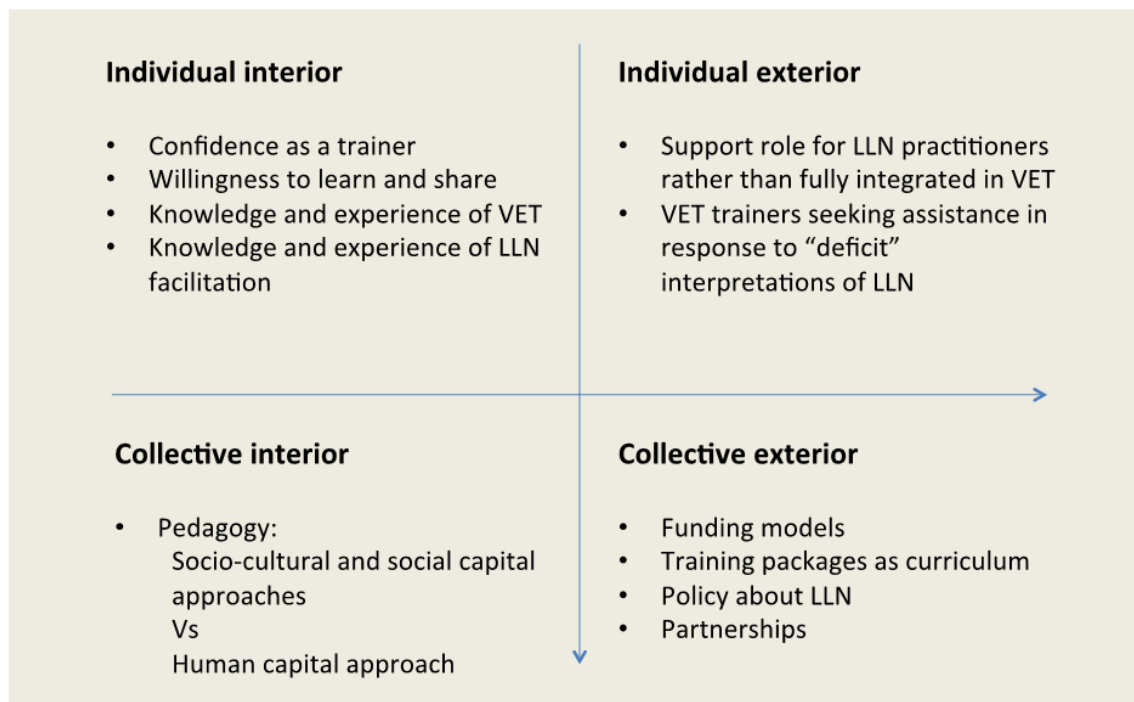 Individual interior
• Confidence as a trainer
• Willingness to learn and share
• Knowledge and experience of VET
• Knowledge and experience of LLN
facilitation
Individual exterior
• Support role for LLN practitioners
rather than fully integrated in VET
• VET trainers seeking assistance in
response to “deficit”
interpretations of LLN
Collective interior
• Pedagogy:
Socio-cultural and social capital
approaches
Vs
Human capital approach
Collective exterior
• Funding models
• Training packages as curriculum
• Policy about LLN
• Partnerships